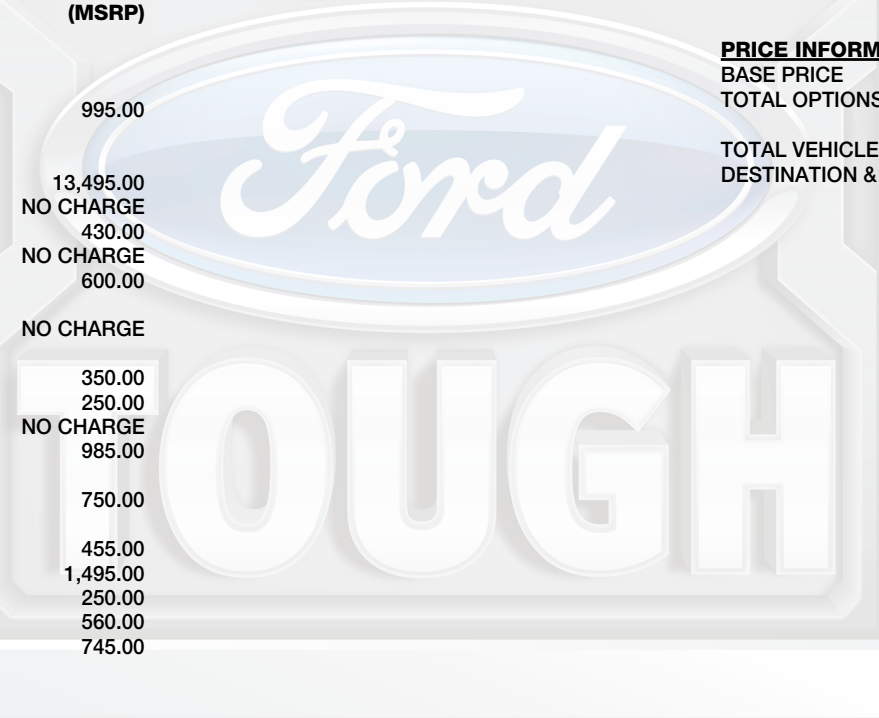 (MSRP)
995.00
13,495.00
NO CHARGE
430.00
NO CHARGE
600.00
NO CHARGE
350.00
250.00
NO CHARGE
985.00
750.00
455.00
1,495.00
250.00
560.00
745.00
PRICE INFORM
BASE PRICE
TOTAL OPTIONS
TOTAL VEHICLE
DESTINATION &
Ford
TOUGH